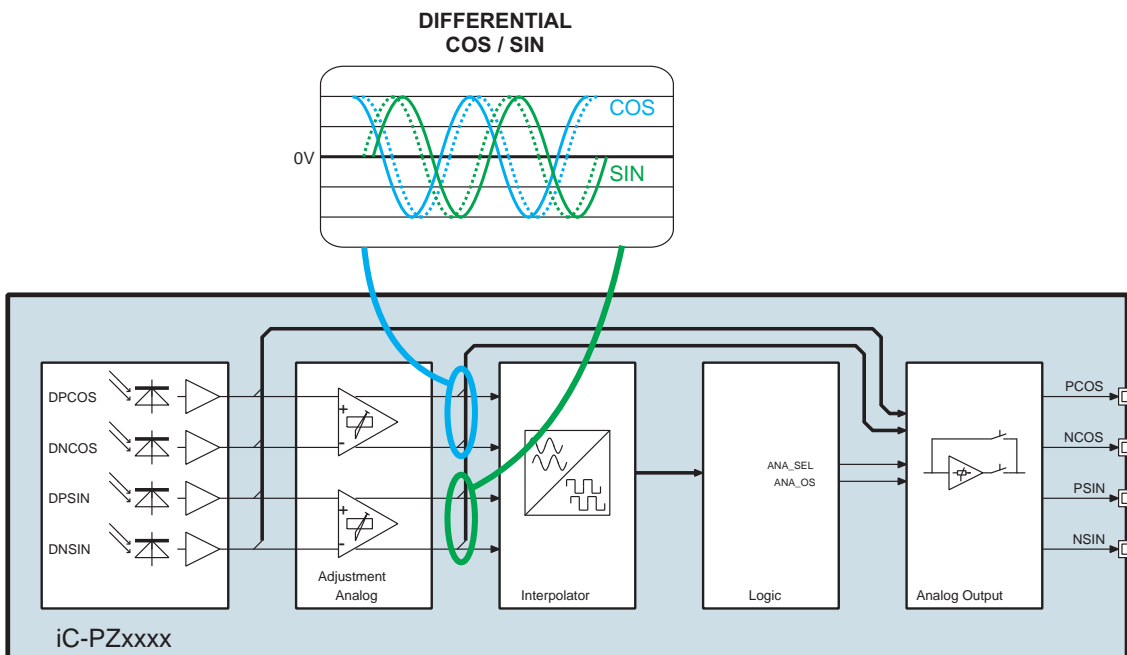 DIFFERENTIAL
COS / SIN
COS
0V
SIN
DPCOS
DNCOS
DPSIN
DNSIN
+
-
+
-
Adjustment
Analog
Interpolator
ANA_SEL
ANA_OS
Logic
Analog Output
PCOS
NCOS
PSIN
NSIN
iC-PZxxxx